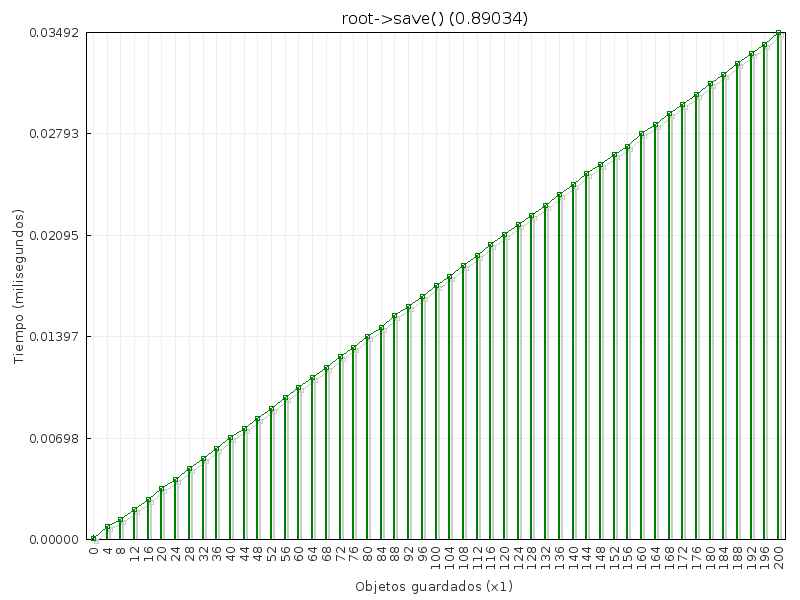 root->save() (0.89034)
0.03492
0.02793
0.02095
0.01397
0.00698
0.00000
Tiempo (milisegundos)
0 4 8 12 16 20 24 28 32 36 40 44 48 52 56 60 64 68 72 76 80 84 88 92 96 100 104 108 112 116 120 124 128 132 136 140 144 148 152 156 160 164 168 172 176 180 184 188 192 196 200
Objetos guardados (x1)